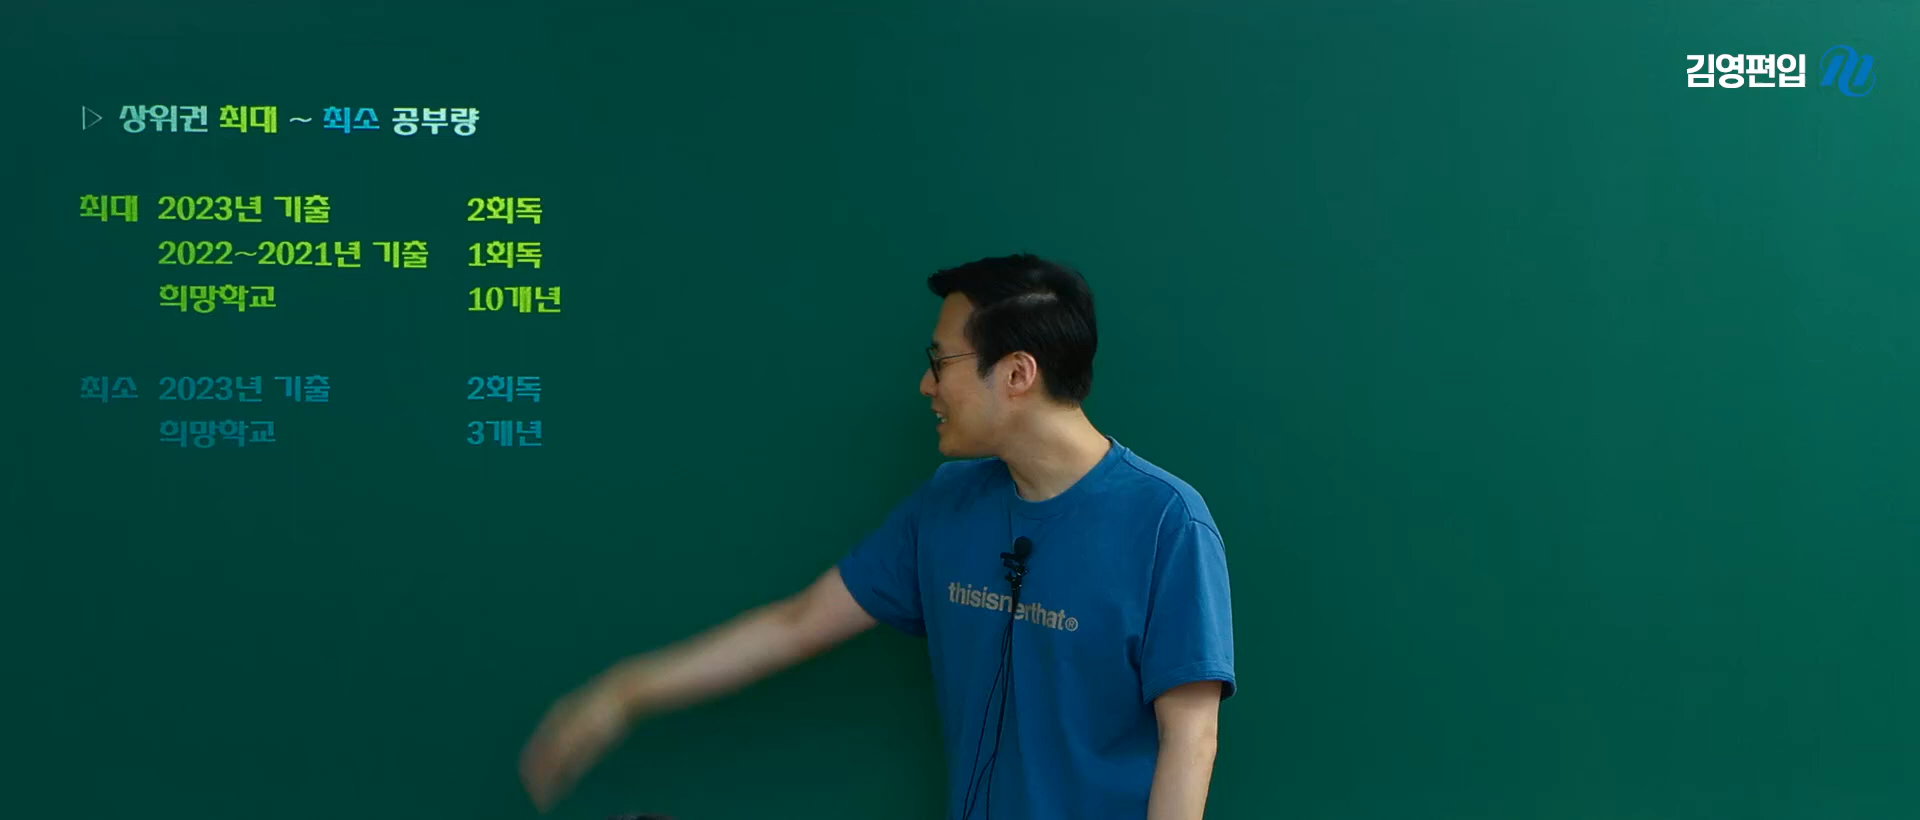 김영편입
▷ 상위권 최대 ~ 최소 공부량
최대 2023년 기출 2회독
2022~2021년 기출 1회독
희망학교 10개년
최소 2023년 기출 2회독
희망학교 3개년
thisisn erthat®